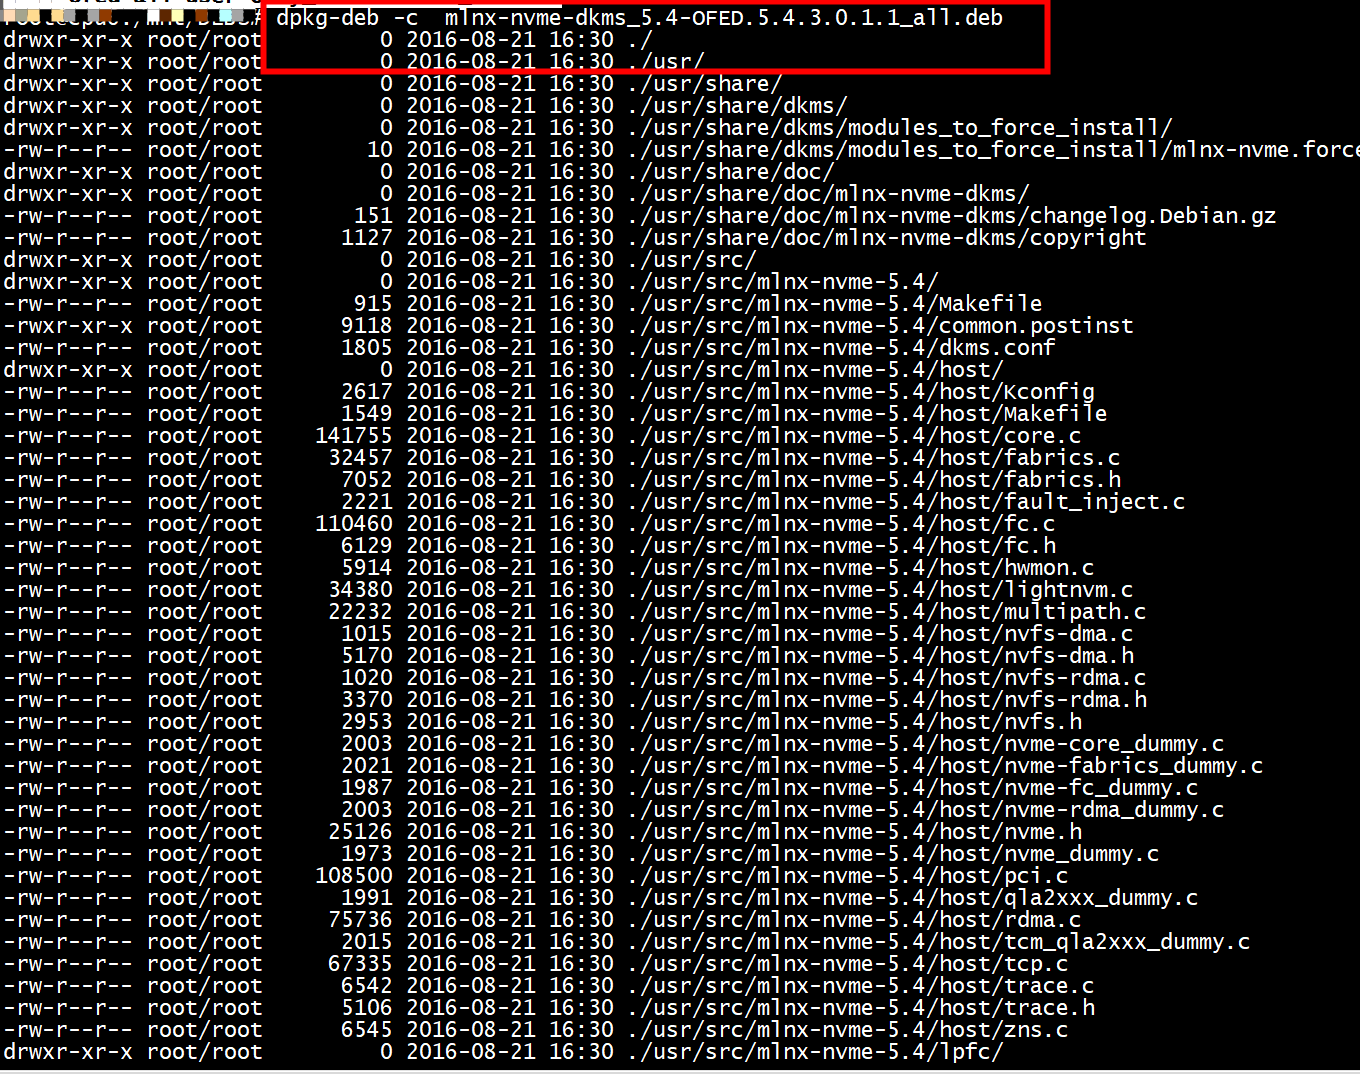 dpkg-deb -c  mlnx-nvme-dkms_5.4-OFED.5.4.3.0.1.1_all.deb
drwxr-xr-x root/root         0 2016-08-21 16:30 ./
drwxr-xr-x root/root         0 2016-08-21 16:30 ./usr/
drwxr-xr-x root/root         0 2016-08-21 16:30 ./usr/share/
drwxr-xr-x root/root         0 2016-08-21 16:30 ./usr/share/dkms/
drwxr-xr-x root/root         0 2016-08-21 16:30 ./usr/share/dkms/modules_to_force_install/
-rw-r--r-- root/root        10 2016-08-21 16:30 ./usr/share/dkms/modules_to_force_install/mlnx-nvme.force
drwxr-xr-x root/root         0 2016-08-21 16:30 ./usr/share/doc/
drwxr-xr-x root/root         0 2016-08-21 16:30 ./usr/share/doc/mlnx-nvme-dkms/
-rw-r--r-- root/root       151 2016-08-21 16:30 ./usr/share/doc/mlnx-nvme-dkms/changelog.Debian.gz
-rw-r--r-- root/root      1127 2016-08-21 16:30 ./usr/share/doc/mlnx-nvme-dkms/copyright
drwxr-xr-x root/root         0 2016-08-21 16:30 ./usr/src/
drwxr-xr-x root/root         0 2016-08-21 16:30 ./usr/src/mlnx-nvme-5.4/
-rw-r--r-- root/root       915 2016-08-21 16:30 ./usr/src/mlnx-nvme-5.4/Makefile
-rwxr-xr-x root/root      9118 2016-08-21 16:30 ./usr/src/mlnx-nvme-5.4/common.postinst
-rw-r--r-- root/root      1805 2016-08-21 16:30 ./usr/src/mlnx-nvme-5.4/dkms.conf
drwxr-xr-x root/root         0 2016-08-21 16:30 ./usr/src/mlnx-nvme-5.4/host/
-rw-r--r-- root/root      2617 2016-08-21 16:30 ./usr/src/mlnx-nvme-5.4/host/Kconfig
-rw-r--r-- root/root      1549 2016-08-21 16:30 ./usr/src/mlnx-nvme-5.4/host/Makefile
-rw-r--r-- root/root    141755 2016-08-21 16:30 ./usr/src/mlnx-nvme-5.4/host/core.c
-rw-r--r-- root/root     32457 2016-08-21 16:30 ./usr/src/mlnx-nvme-5.4/host/fabrics.c
-rw-r--r-- root/root      7052 2016-08-21 16:30 ./usr/src/mlnx-nvme-5.4/host/fabrics.h
-rw-r--r-- root/root      2221 2016-08-21 16:30 ./usr/src/mlnx-nvme-5.4/host/fault_inject.c
-rw-r--r-- root/root    110460 2016-08-21 16:30 ./usr/src/mlnx-nvme-5.4/host/fc.c
-rw-r--r-- root/root      6129 2016-08-21 16:30 ./usr/src/mlnx-nvme-5.4/host/fc.h
-rw-r--r-- root/root      5914 2016-08-21 16:30 ./usr/src/mlnx-nvme-5.4/host/hwmon.c
-rw-r--r-- root/root     34380 2016-08-21 16:30 ./usr/src/mlnx-nvme-5.4/host/lightnvm.c
-rw-r--r-- root/root     22232 2016-08-21 16:30 ./usr/src/mlnx-nvme-5.4/host/multipath.c
-rw-r--r-- root/root      1015 2016-08-21 16:30 ./usr/src/mlnx-nvme-5.4/host/nvfs-dma.c
-rw-r--r-- root/root      5170 2016-08-21 16:30 ./usr/src/mlnx-nvme-5.4/host/nvfs-dma.h
-rw-r--r-- root/root      1020 2016-08-21 16:30 ./usr/src/mlnx-nvme-5.4/host/nvfs-rdma.c
-rw-r--r-- root/root      3370 2016-08-21 16:30 ./usr/src/mlnx-nvme-5.4/host/nvfs-rdma.h
-rw-r--r-- root/root      2953 2016-08-21 16:30 ./usr/src/mlnx-nvme-5.4/host/nvfs.h
-rw-r--r-- root/root      2003 2016-08-21 16:30 ./usr/src/mlnx-nvme-5.4/host/nvme-core_dummy.c
-rw-r--r-- root/root      2021 2016-08-21 16:30 ./usr/src/mlnx-nvme-5.4/host/nvme-fabrics_dummy.c
-rw-r--r-- root/root      1987 2016-08-21 16:30 ./usr/src/mlnx-nvme-5.4/host/nvme-fc_dummy.c
-rw-r--r-- root/root      2003 2016-08-21 16:30 ./usr/src/mlnx-nvme-5.4/host/nvme-rdma_dummy.c
-rw-r--r-- root/root     25126 2016-08-21 16:30 ./usr/src/mlnx-nvme-5.4/host/nvme.h
-rw-r--r-- root/root      1973 2016-08-21 16:30 ./usr/src/mlnx-nvme-5.4/host/nvme_dummy.c
-rw-r--r-- root/root    108500 2016-08-21 16:30 ./usr/src/mlnx-nvme-5.4/host/pci.c
-rw-r--r-- root/root      1991 2016-08-21 16:30 ./usr/src/mlnx-nvme-5.4/host/qla2xxx_dummy.c
-rw-r--r-- root/root     75736 2016-08-21 16:30 ./usr/src/mlnx-nvme-5.4/host/rdma.c
-rw-r--r-- root/root      2015 2016-08-21 16:30 ./usr/src/mlnx-nvme-5.4/host/tcm_qla2xxx_dummy.c
-rw-r--r-- root/root     67335 2016-08-21 16:30 ./usr/src/mlnx-nvme-5.4/host/tcp.c
-rw-r--r-- root/root      6542 2016-08-21 16:30 ./usr/src/mlnx-nvme-5.4/host/trace.c
-rw-r--r-- root/root      5106 2016-08-21 16:30 ./usr/src/mlnx-nvme-5.4/host/trace.h
-rw-r--r-- root/root      6545 2016-08-21 16:30 ./usr/src/mlnx-nvme-5.4/host/zns.c
drwxr-xr-x root/root         0 2016-08-21 16:30 ./usr/src/mlnx-nvme-5.4/lpfc/